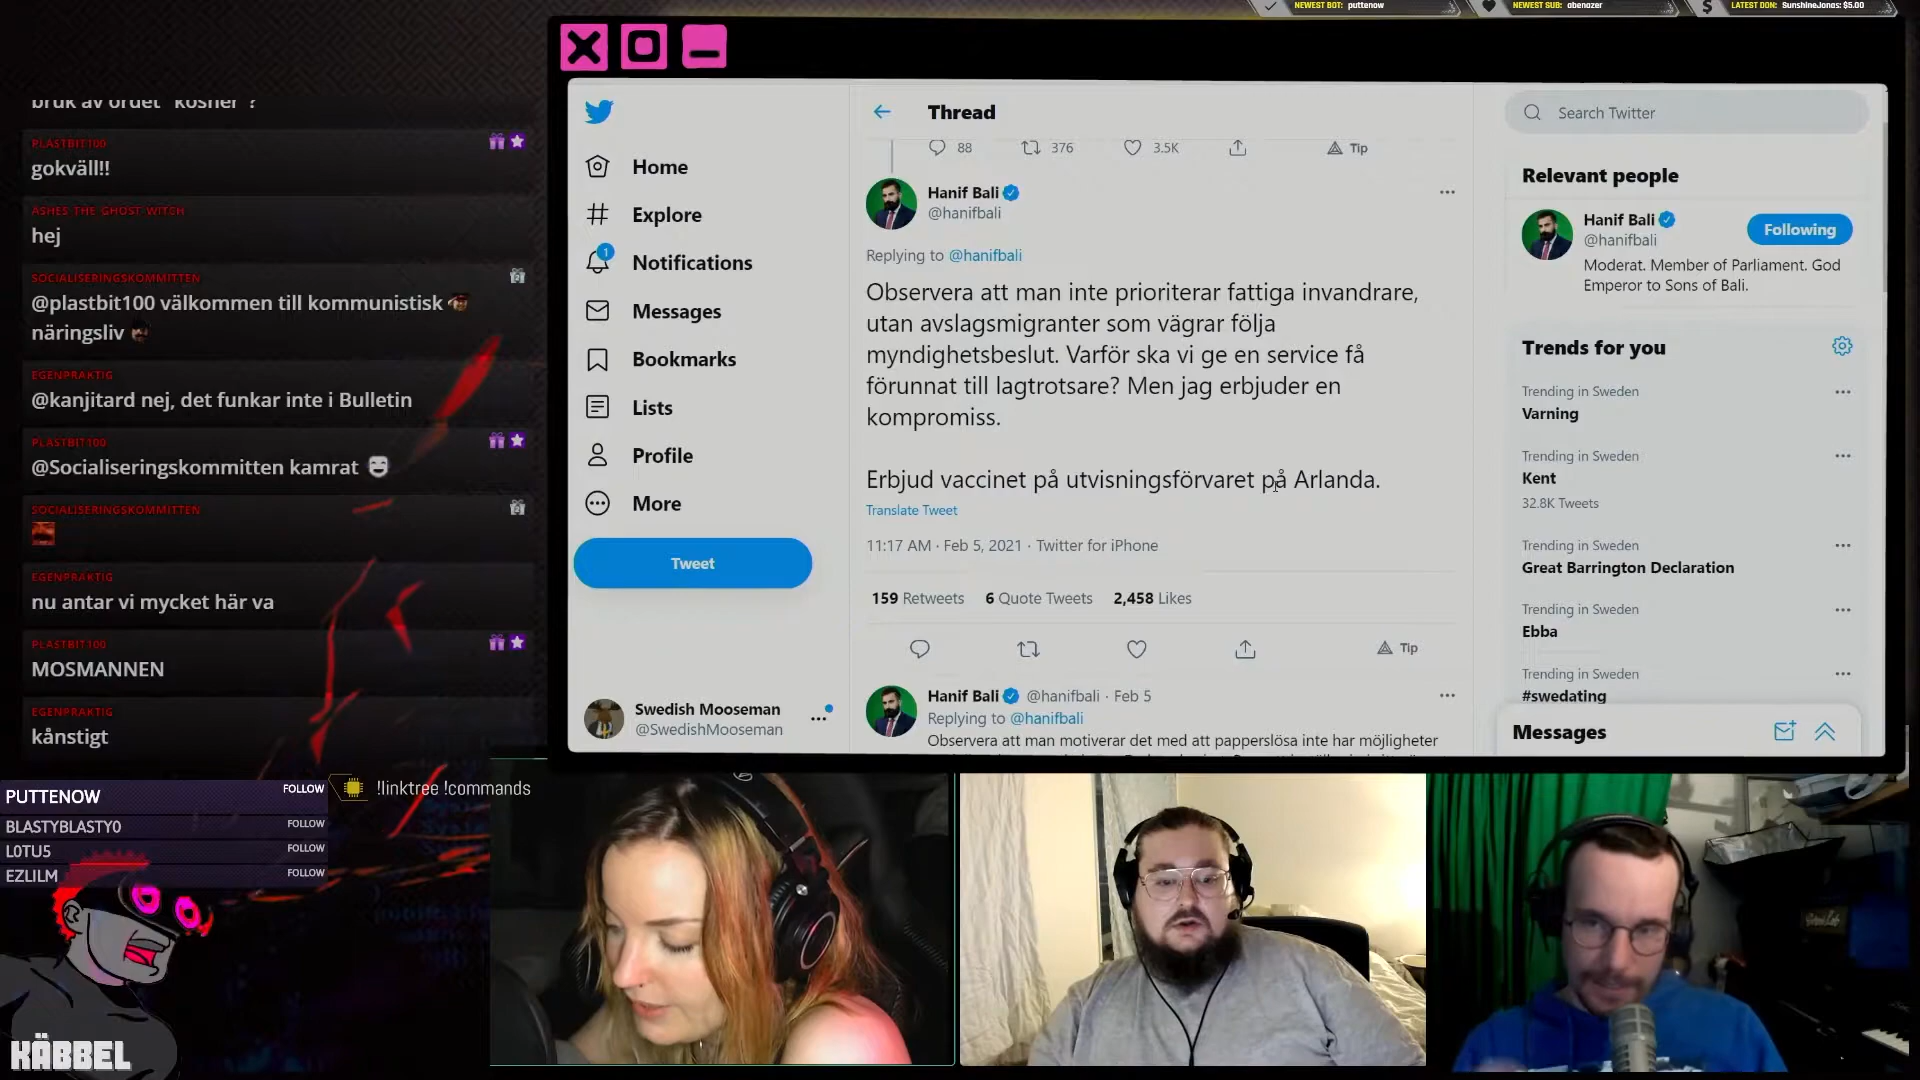 NEWEST BOT: puttenow
NEWEST SUB: abenazer
LATEST DON: SunshineJones: $5.00
bruk av ordet "kosher"?
PLASTBIT100
gokväll!!
ASHES THE GHOST WITCH
hej
SOCIALISERINGSKOMMITTEN
@plastbit100 välkommen till kommunistisk
näringsliv
EGENPRAKTIG
@kanjitard nej, det funkar inte i Bulletin
PLASTBIT100
@Socialiseringskommitten kamrat
SOCIALISERINGSKOMMITTEN
EGENPRAKTIG
nu antar vi mycket här va
PLASTBIT100
MOSMANNEN
EGENPRAKTIG
kånstigt
PUTTENOW FOLLOW
BLASTYBLASTY0 FOLLOW
L0TU5 FOLLOW
EZLILM FOLLOW
!linktree !commands
KÄBBEL
Home
Explore
1
Notifications
Messages
Bookmarks
Lists
Profile
More
Tweet
Swedish Mooseman
@SwedishMooseman
Thread
88 376 3.5K Tip
Hanif Bali
@hanifbali
Replying to @hanifbali
Observera att man inte prioriterar fattiga invandrare,
utan avslagsmigranter som vägrar följa
myndighetsbeslut. Varför ska vi ge en service få
förunnat till lagtrotsare? Men jag erbjuder en
kompromiss.
Erbjud vaccinet på utvisningsförvaret på Arlanda.
Translate Tweet
11:17 AM · Feb 5, 2021 · Twitter for iPhone
159 Retweets 6 Quote Tweets 2,458 Likes
Tip
Hanif Bali @hanifbali · Feb 5
Replying to @hanifbali
Observera att man motiverar det med att papperslösa inte har möjligheter
Search Twitter
Relevant people
Hanif Bali
@hanifbali
Following
Moderat. Member of Parliament. God
Emperor to Sons of Bali.
Trends for you
Trending in Sweden
Varning
Trending in Sweden
Kent
32.8K Tweets
Trending in Sweden
Great Barrington Declaration
Trending in Sweden
Ebba
Trending in Sweden
#swedating
Messages